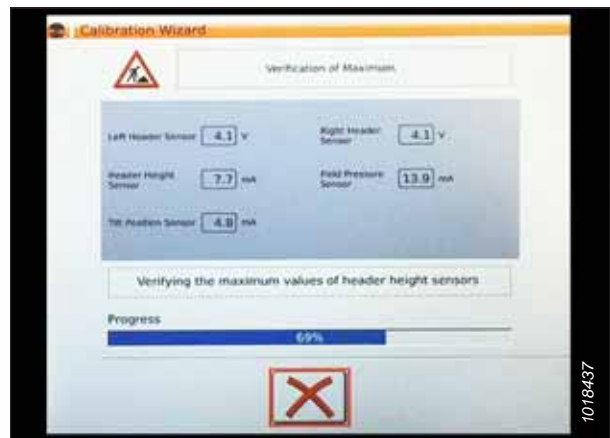 Calibration Wizard
Verification of Maximum
Left Header Sensor 4.1 V
Right Header Sensor 4.1 V
Header Height Sensor 7.7 mA
Field Pressure Sensor 13.9 mA
Tilt Position Sensor 4.8 mA
Verifying the maximum values of header height sensors
Progress
69%
1018437